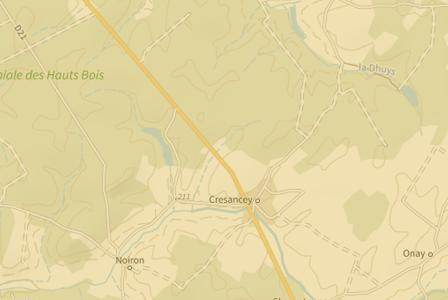 D21
niale des Hauts Bois
la-Dhuys
211
Cresancey
Noiron
Onay